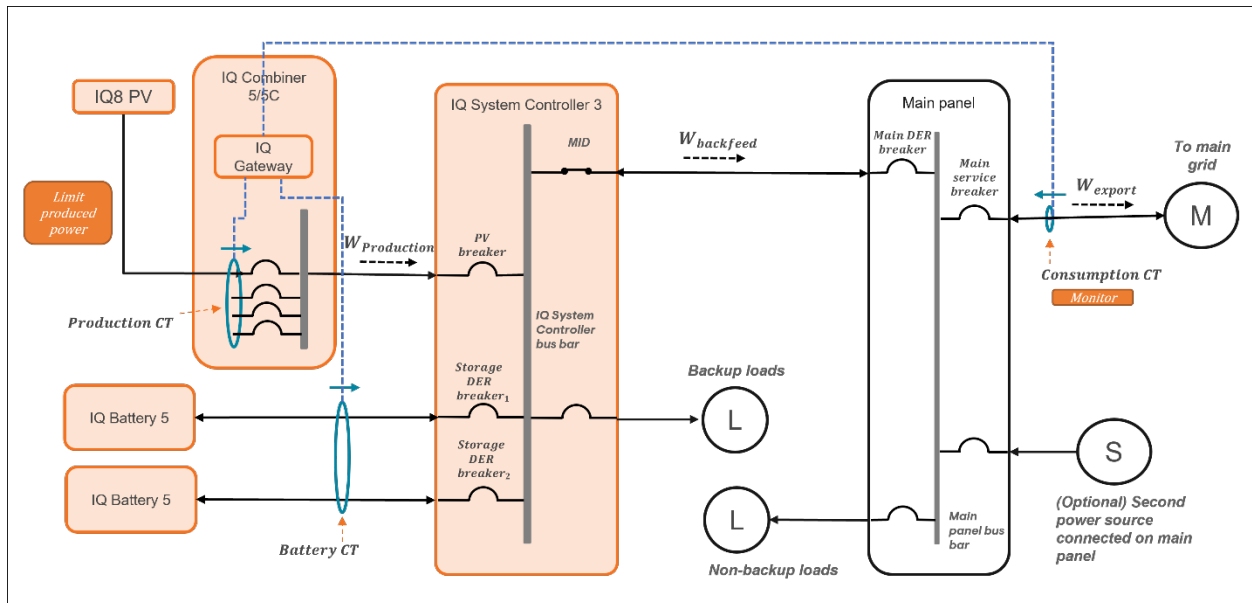 IQ8 PV
Limit
produced
power
IQ Combiner
5/5C
IQ
Gateway
Production CT
W_Production
IQ Battery 5
IQ Battery 5
Battery CT
IQ System Controller 3
MID
PV
breaker
IQ System
Controller
bus bar
Storage
DER
breaker₁
Storage
DER
breaker₂
W_backfeed
Backup loads
L
L
Non-backup loads
Main panel
Main DER
breaker
Main
service
breaker
Main
panel bus
bar
W_export
To main
grid
M
Consumption CT
Monitor
S
(Optional) Second
power source
connected on main
panel